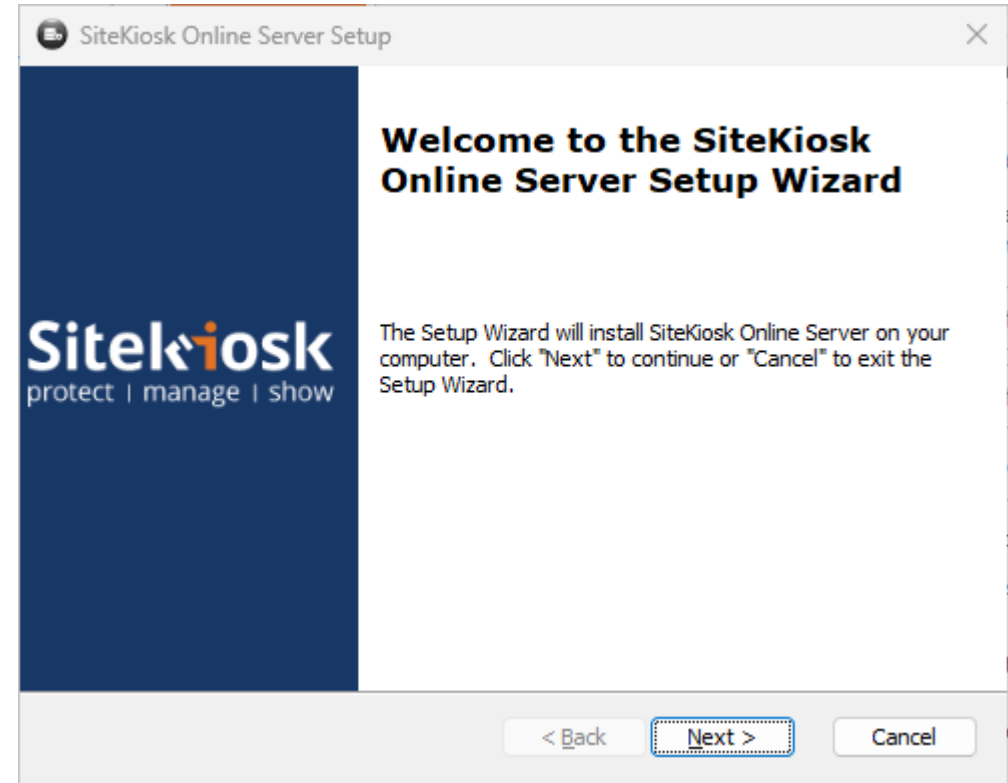 SiteKiosk Online Server Setup
Welcome to the SiteKiosk
Online Server Setup Wizard
Sitekiosk
protect | manage | show
The Setup Wizard will install SiteKiosk Online Server on your
computer. Click "Next" to continue or "Cancel" to exit the
Setup Wizard.
< Back
Next >
Cancel